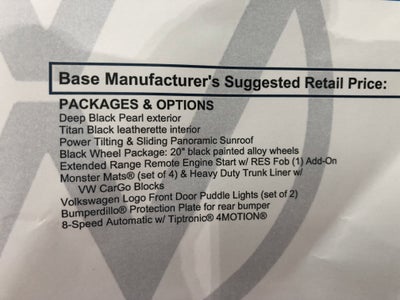 Base Manufacturer's Suggested Retail Price:
PACKAGES & OPTIONS
Deep Black Pearl exterior
Titan Black leatherette interior
Power Tilting & Sliding Panoramic Sunroof
Black Wheel Package: 20" black painted alloy wheels
Extended Range Remote Engine Start w/ RES Fob (1) Add-On
Monster Mats® (set of 4) & Heavy Duty Trunk Liner w/
VW CarGo Blocks
Volkswagen Logo Front Door Puddle Lights (set of 2)
Bumperdillo® Protection Plate for rear bumper
8-Speed Automatic w/ Tiptronic® 4MOTION®